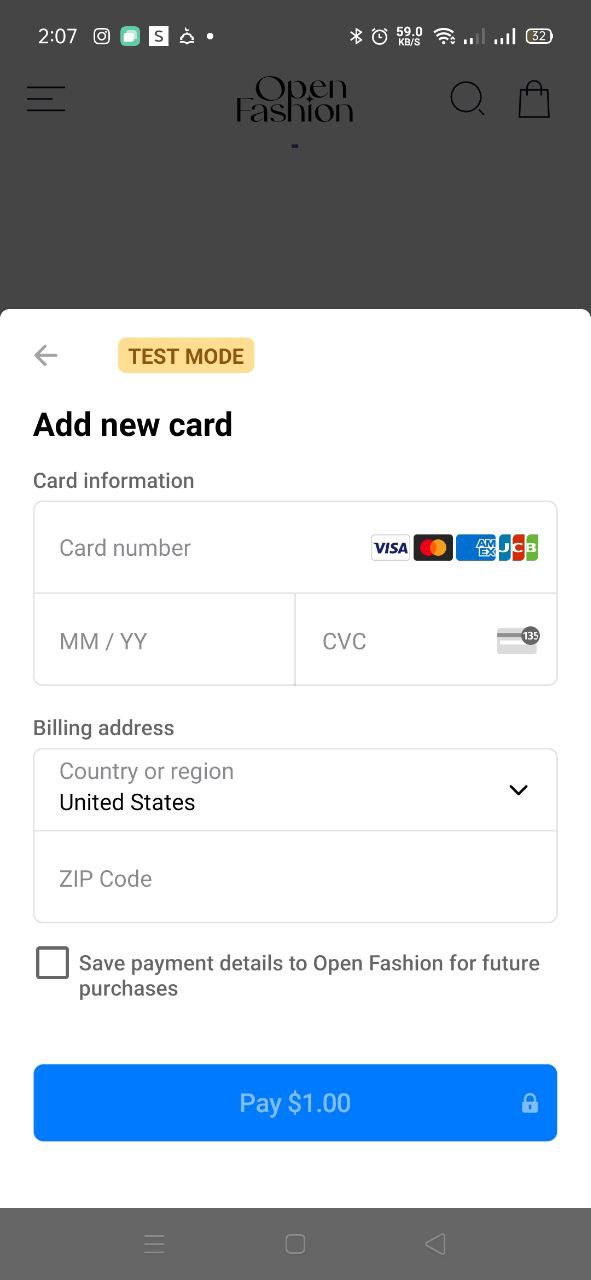 2:07 S 59.0 KB/S 32
Open
Fashion
TEST MODE
Add new card
Card information
Card number VISA AM EX JCB
MM / YY CVC 135
Billing address
Country or region
United States
ZIP Code
Save payment details to Open Fashion for future
purchases
Pay $1.00